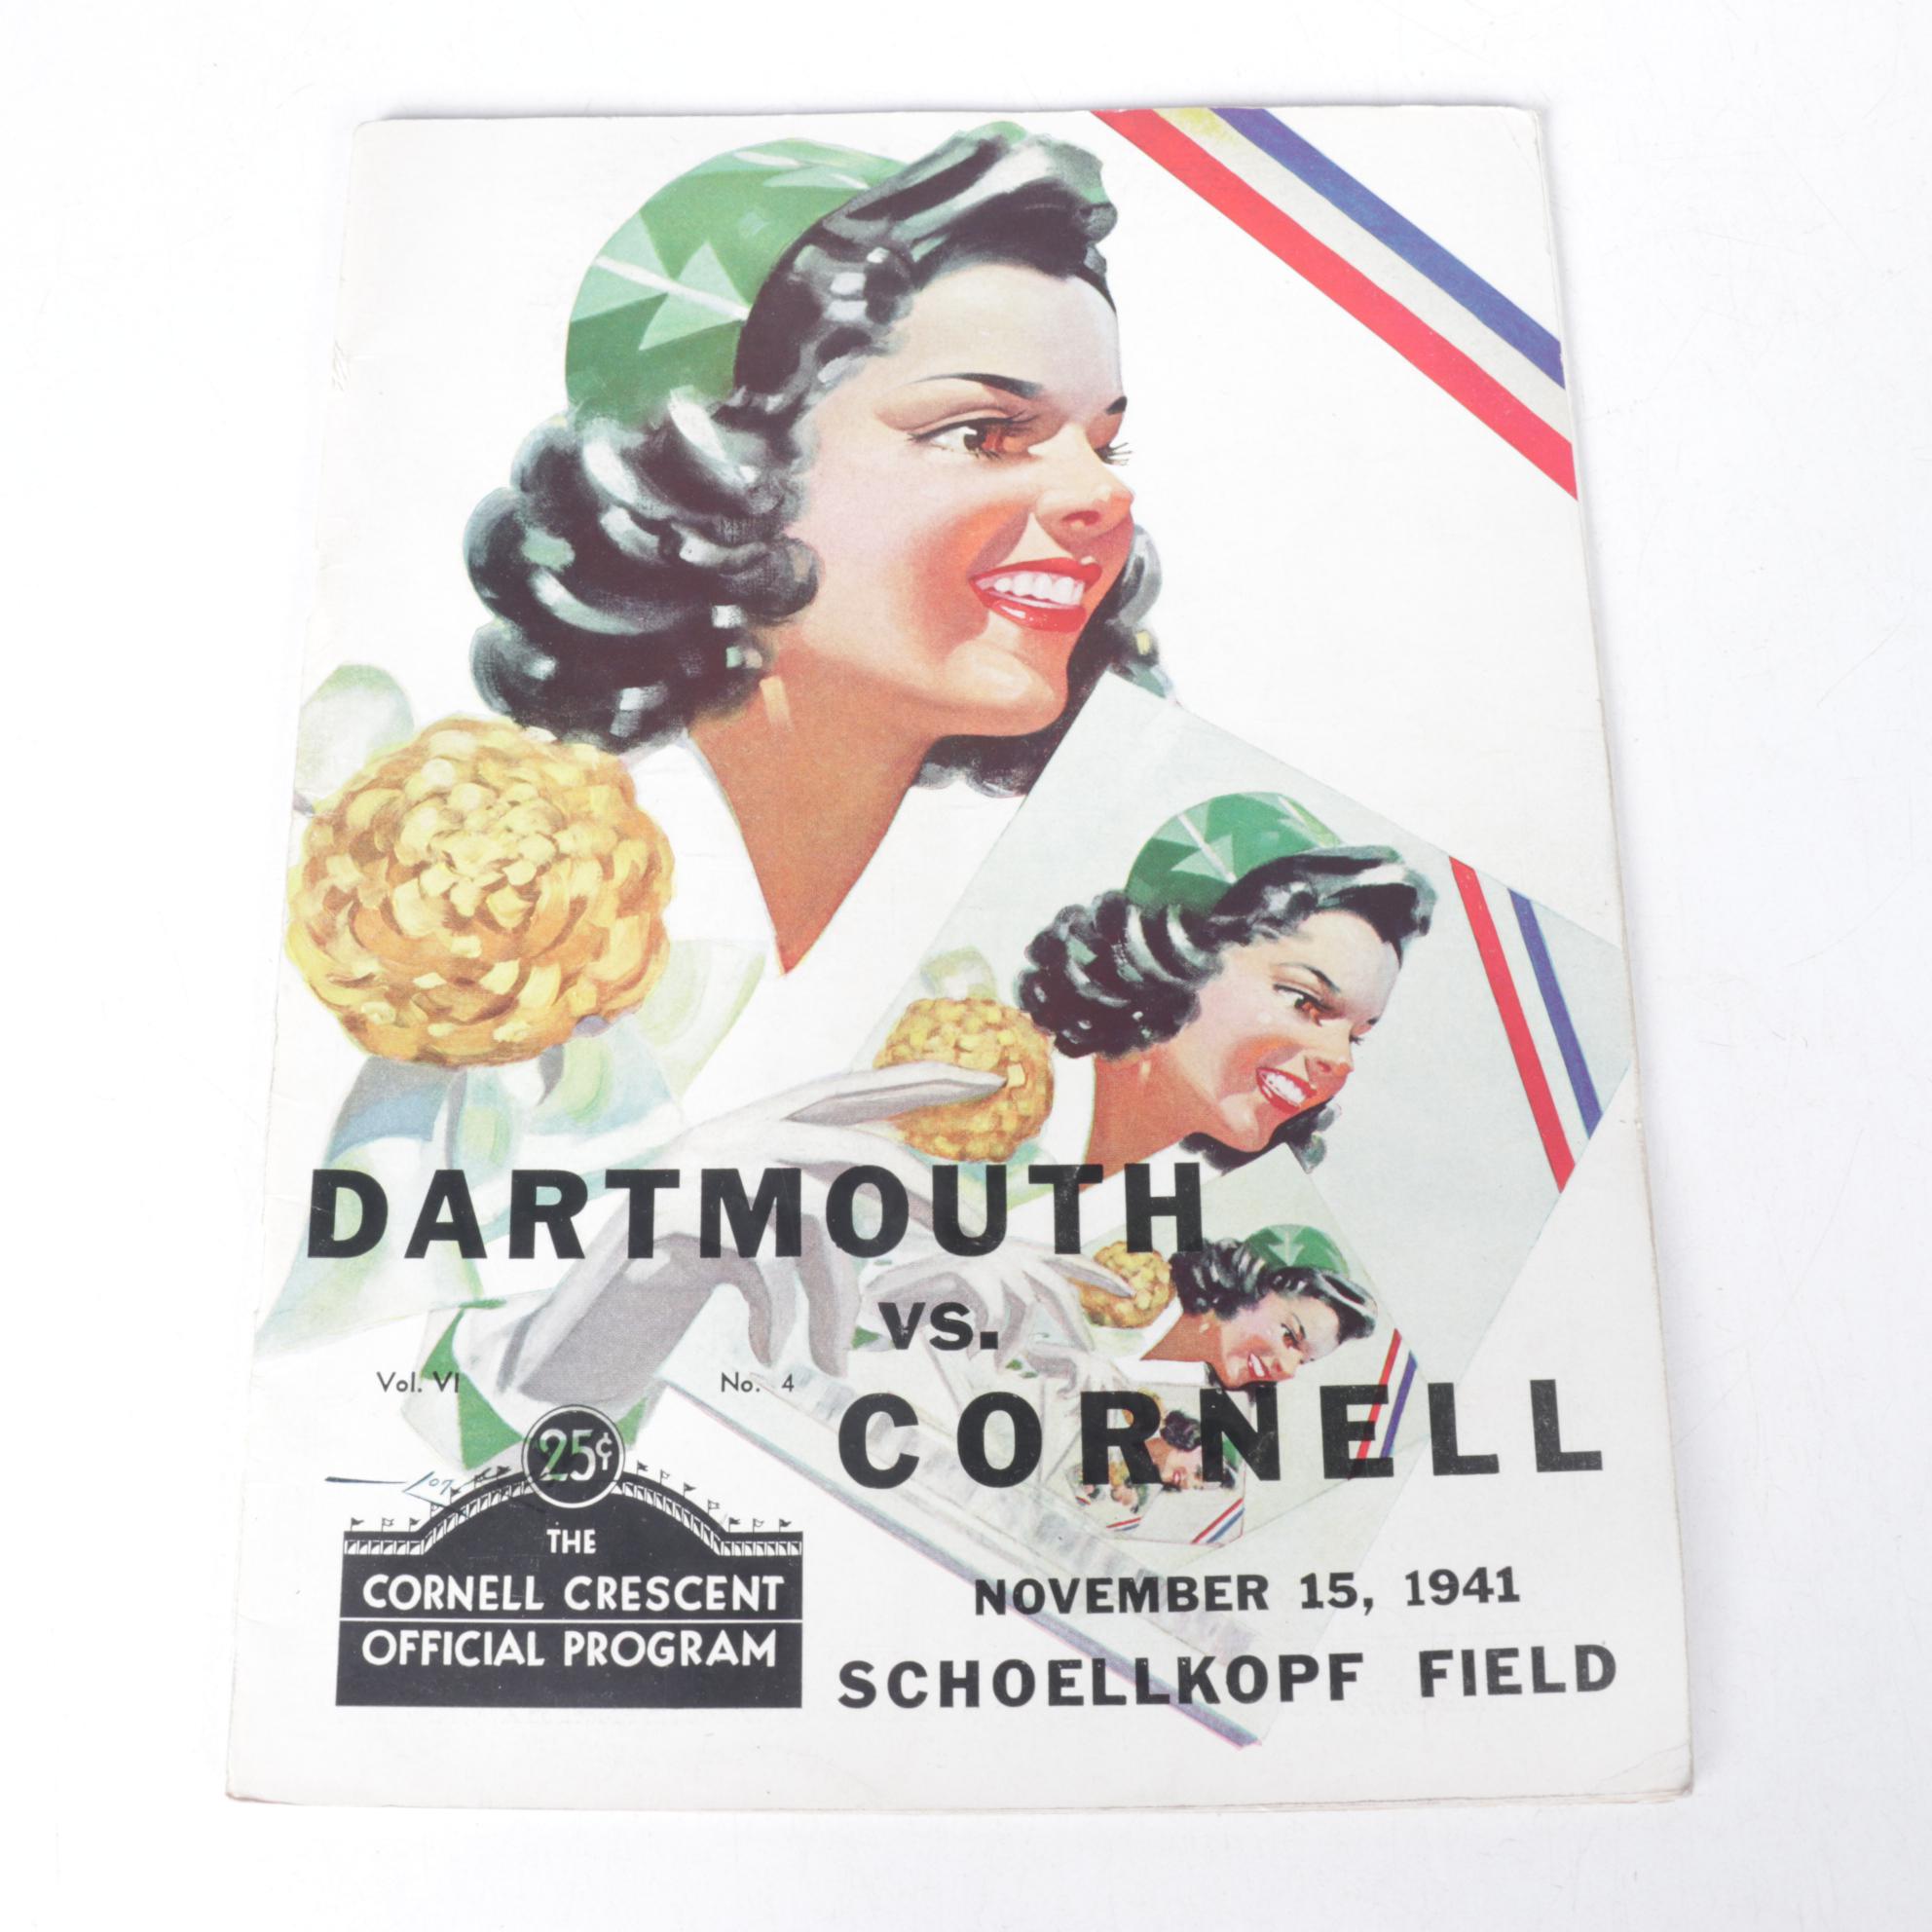 DARTMOUTH
vs.
CORNELL
Vol. VI No. 4
25¢
THE
CORNELL CRESCENT
OFFICIAL PROGRAM
NOVEMBER 15, 1941
SCHOELLKOPF FIELD